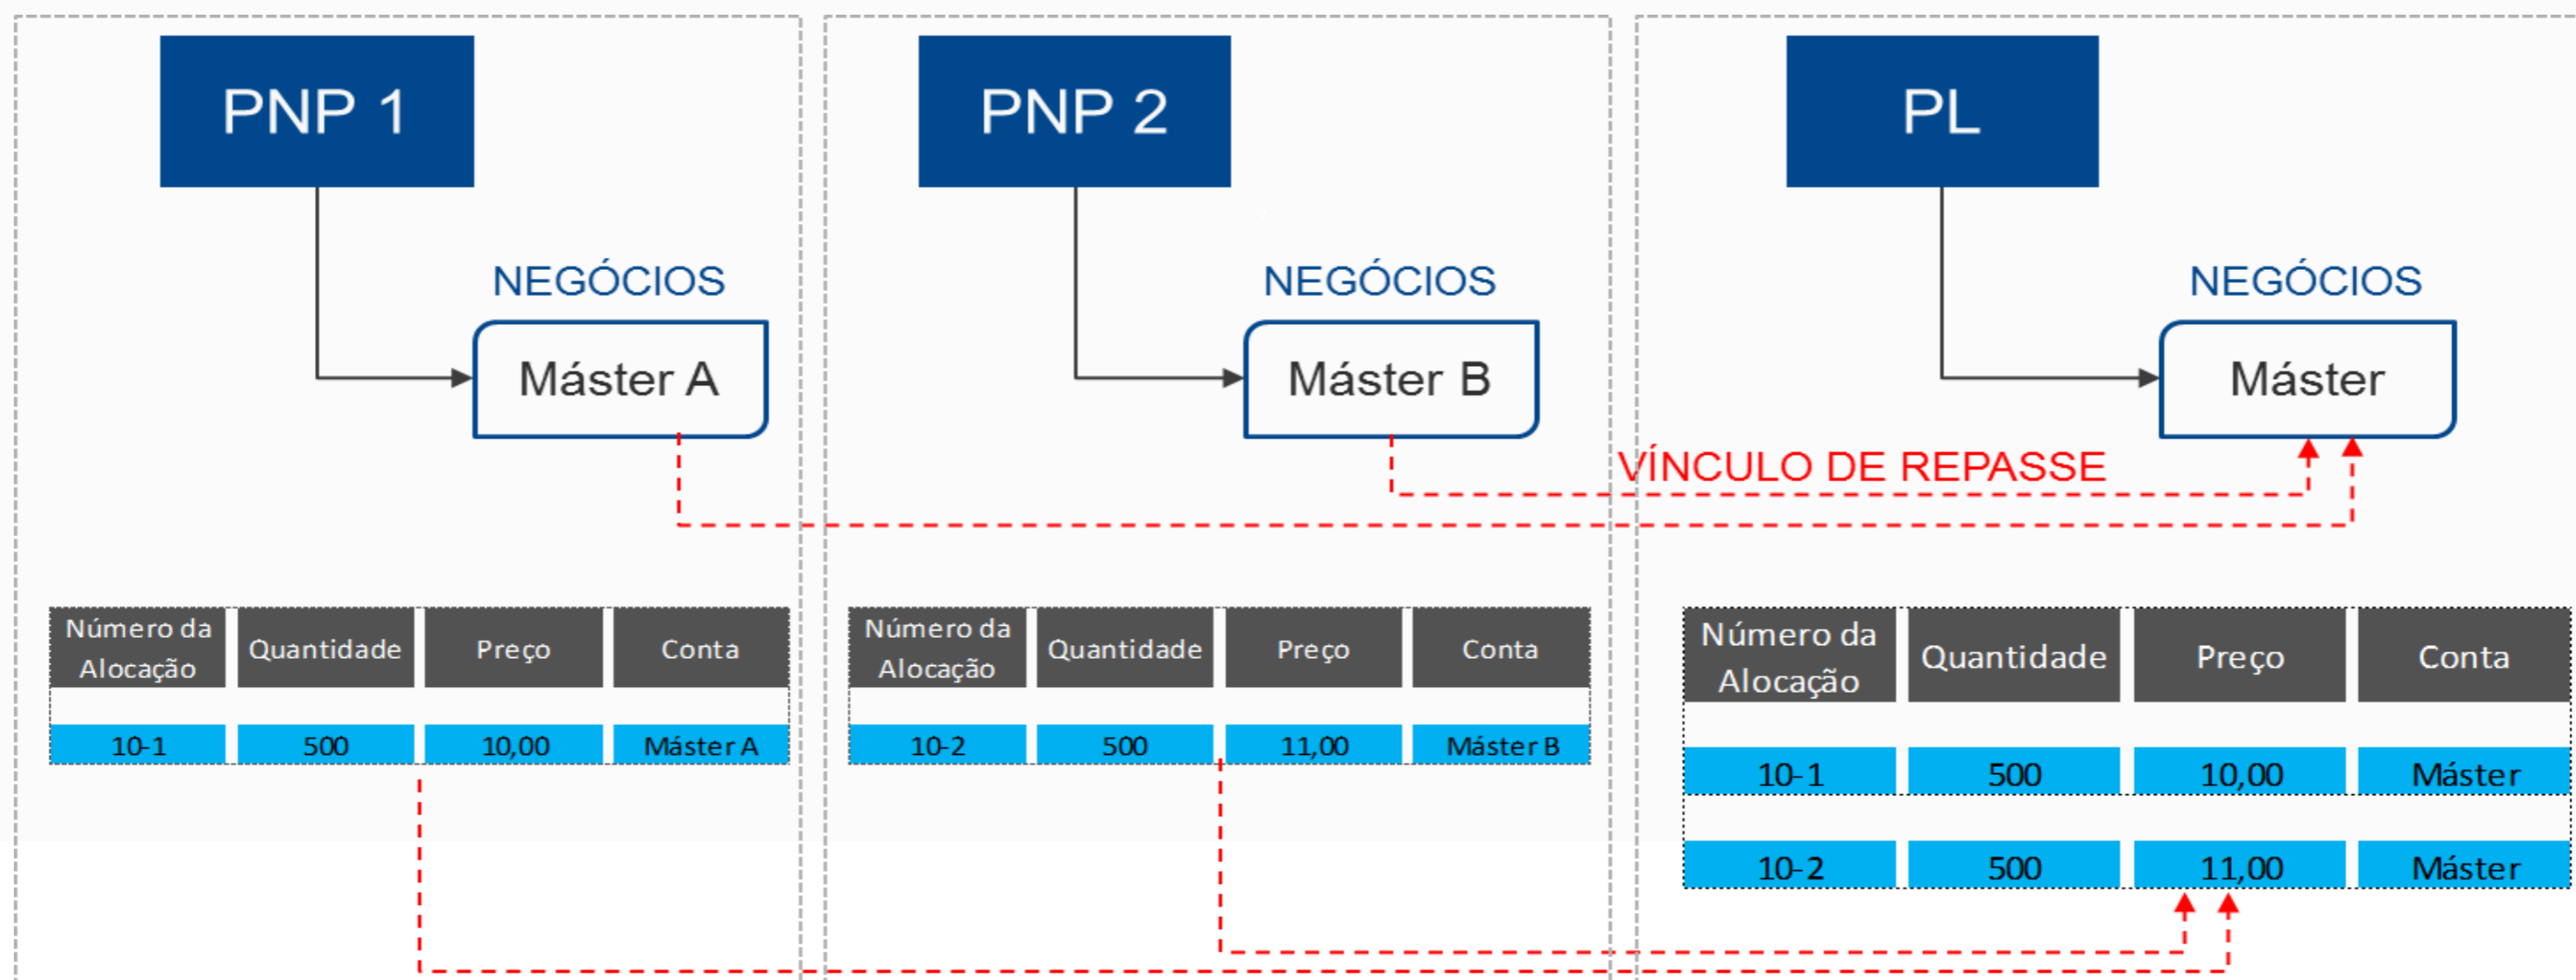 PNP 1
PNP 2
PL
NEGÓCIOS
NEGÓCIOS
NEGÓCIOS
Máster A
Máster B
Máster
VÍNCULO DE REPASSE
Número da
Alocação
Quantidade
Preço
Conta
10-1
500
10,00
Máster A
Número da
Alocação
Quantidade
Preço
Conta
10-2
500
11,00
Máster B
Número da
Alocação
Quantidade
Preço
Conta
10-1
500
10,00
Máster
10-2
500
11,00
Máster